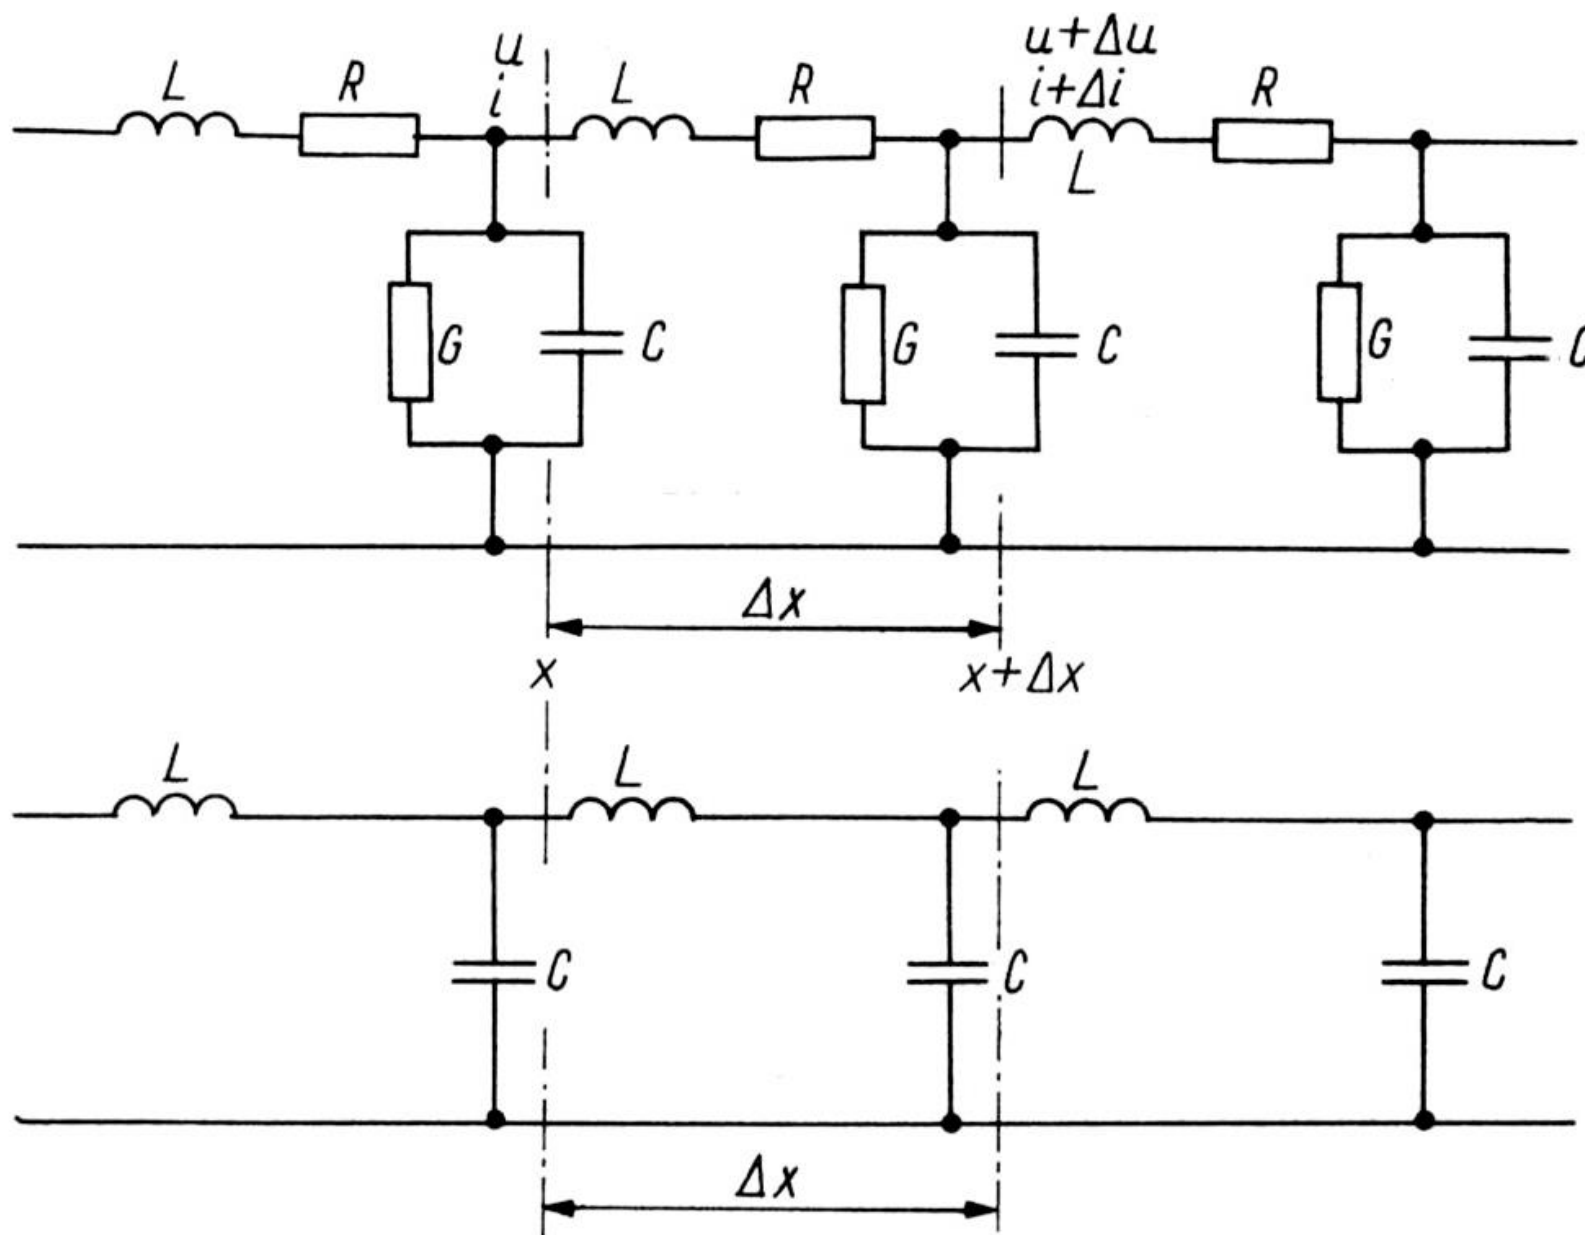 u
u+Δu
L R i L R i+Δi R
L
G C G C G C
Δx
x x+Δx
L L L
C C C
Δx